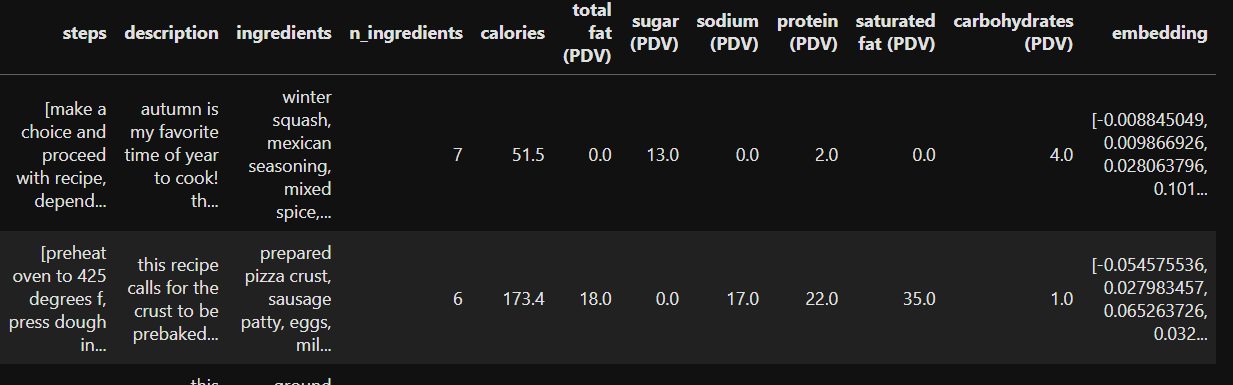 steps description ingredients n_ingredients calories total fat (PDV) sugar (PDV) sodium (PDV) protein (PDV) saturated fat (PDV) carbohydrates (PDV) embedding
[make a choice and proceed with recipe, depend... autumn is my favorite time of year to cook! th... winter squash, mexican seasoning, mixed spice,... 7 51.5 0.0 13.0 0.0 2.0 0.0 4.0 [-0.008845049, 0.009866926, 0.028063796, 0.101...
[preheat oven to 425 degrees f, press dough in... this recipe calls for the crust to be prebaked... prepared pizza crust, sausage patty, eggs, mil... 6 173.4 18.0 0.0 17.0 22.0 35.0 1.0 [-0.054575536, 0.027983457, 0.065263726, 0.032...
this ground